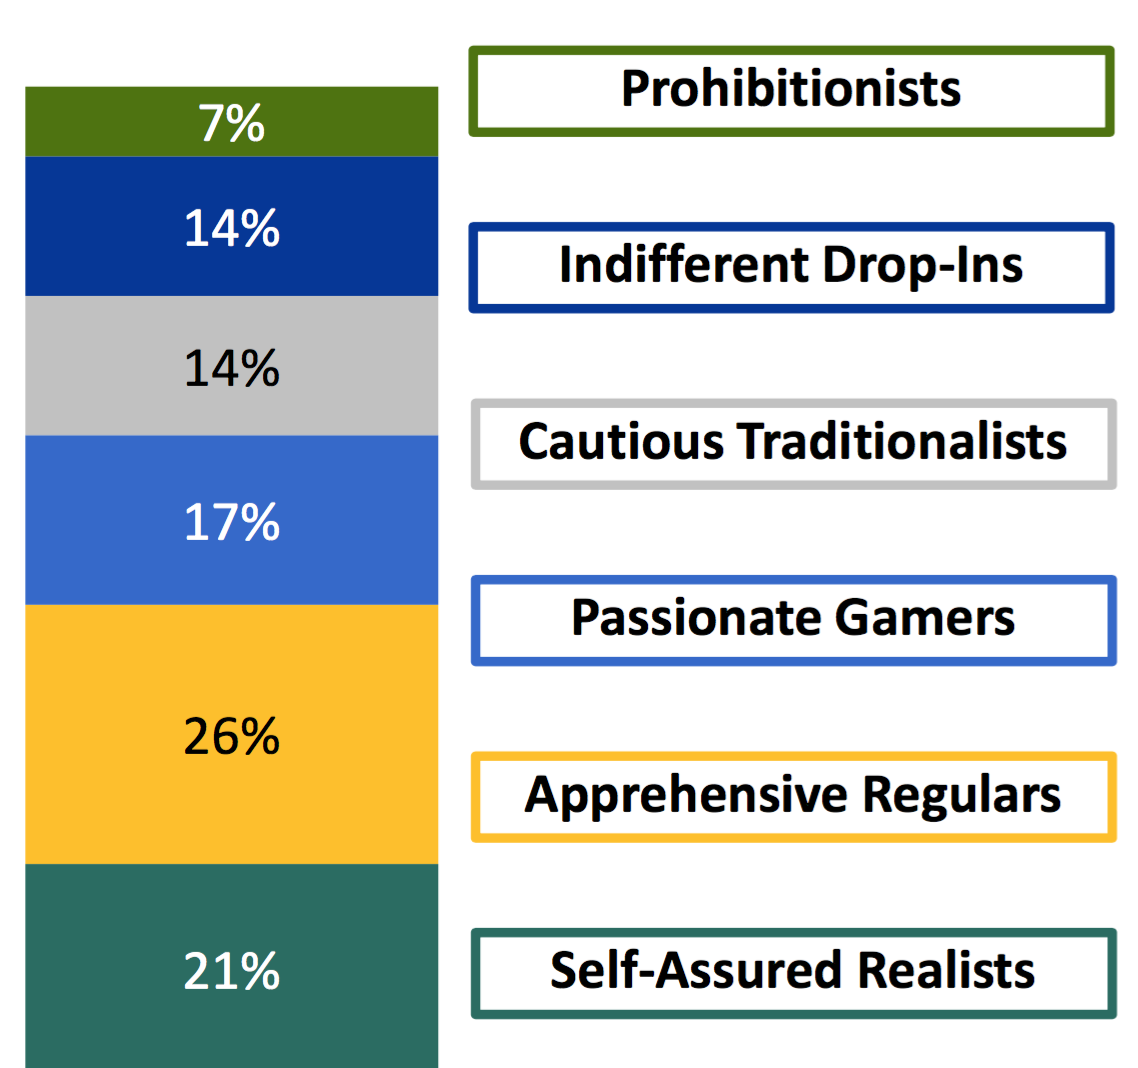 7%
Prohibitionists
14%
Indifferent Drop-Ins
14%
Cautious Traditionalists
17%
Passionate Gamers
26%
Apprehensive Regulars
21%
Self-Assured Realists